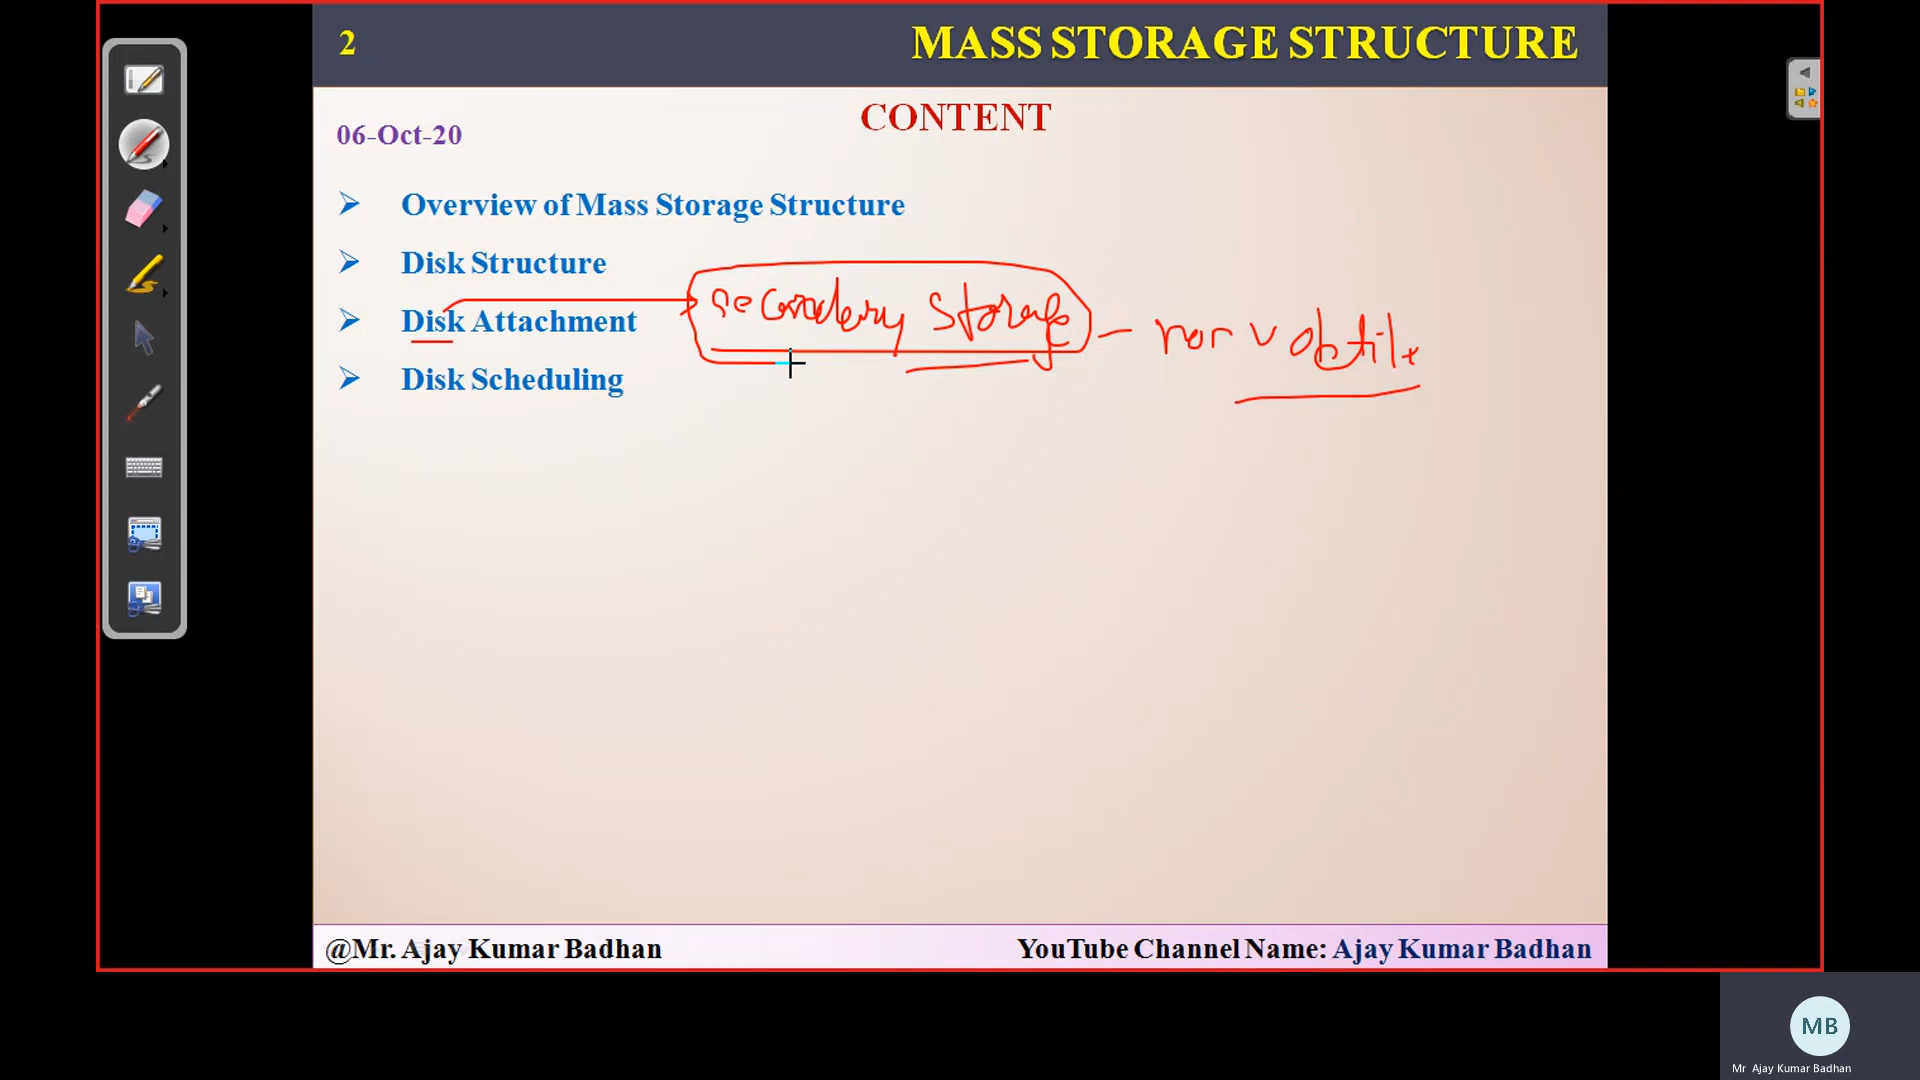 2 MASS STORAGE STRUCTURE
CONTENT
06-Oct-20
Overview of Mass Storage Structure
Disk Structure
Disk Attachment
secondary storage - non volatile
Disk Scheduling
@Mr. Ajay Kumar Badhan YouTube Channel Name: Ajay Kumar Badhan
MB
Mr Ajay Kumar Badhan